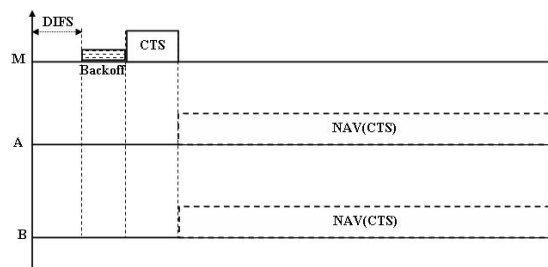 DIFS
CTS
M
Backoff
NAV(CTS)
A
NAV(CTS)
B